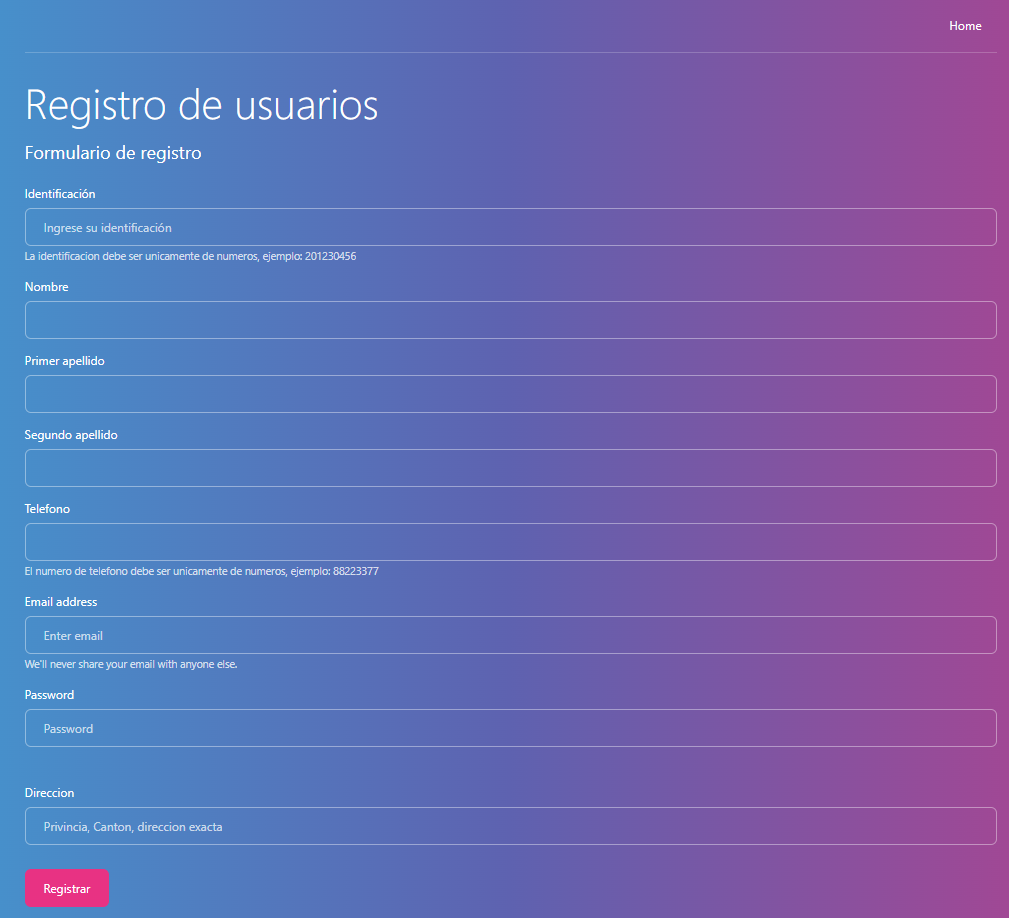 Home
Registro de usuarios
Formulario de registro
Identificación
Ingrese su identificación
La identificacion debe ser unicamente de numeros, ejemplo: 201230456
Nombre
Primer apellido
Segundo apellido
Telefono
El numero de telefono debe ser unicamente de numeros, ejemplo: 88223377
Email address
Enter email
We'll never share your email with anyone else.
Password
Password
Direccion
Privincia, Canton, direccion exacta
Registrar